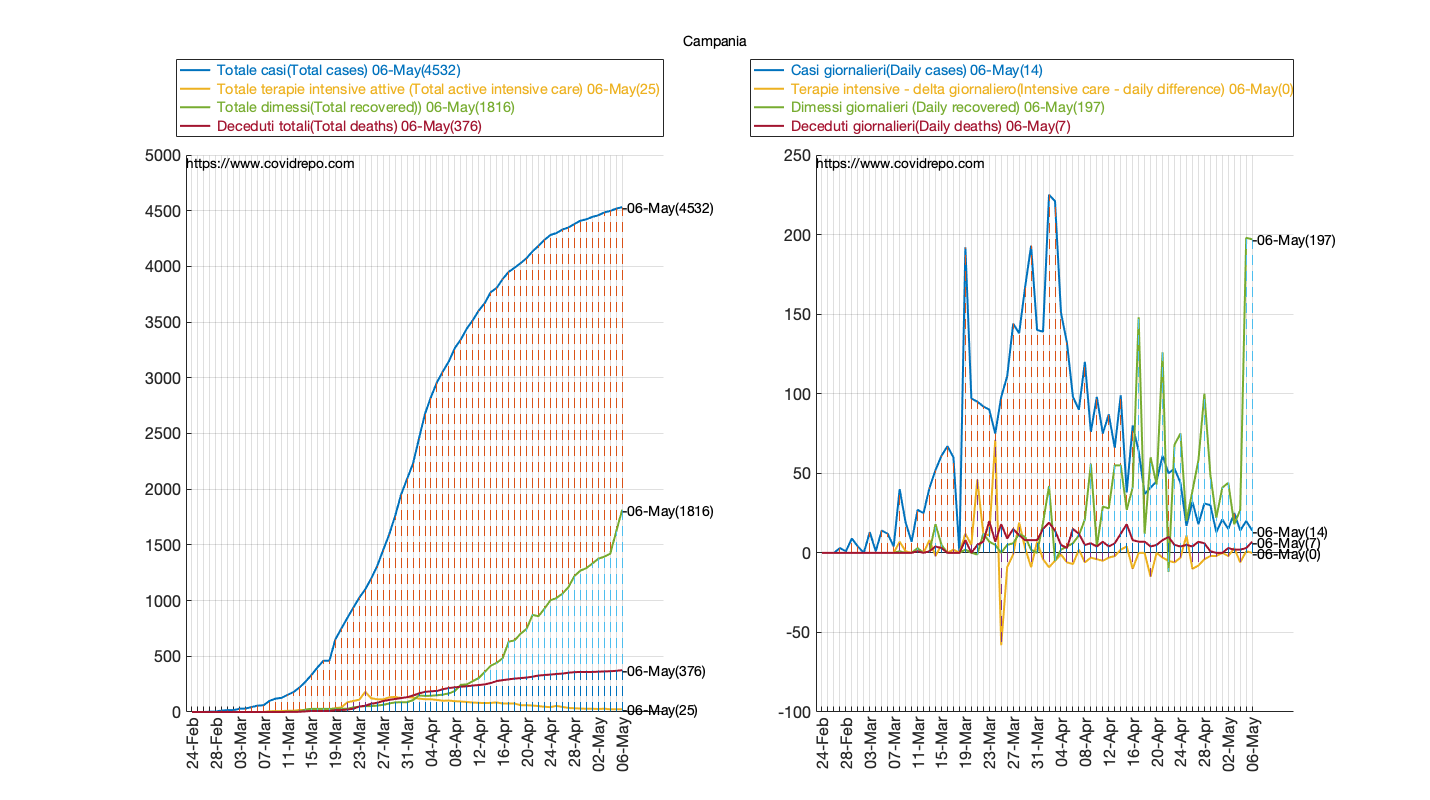 Campania
Totale casi(Total cases) 06-May(4532)
Totale terapie intensive attive (Total active intensive care) 06-May(25)
Totale dimessi(Total recovered)) 06-May(1816)
Deceduti totali(Total deaths) 06-May(376)
https://www.covidrepo.com
5000
4500
4000
3500
3000
2500
2000
1500
1000
500
0
-06-May(4532)
-06-May(1816)
-06-May(376)
-06-May(25)
24-Feb
28-Feb
03-Mar
07-Mar
11-Mar
15-Mar
19-Mar
23-Mar
27-Mar
31-Mar
04-Apr
08-Apr
12-Apr
16-Apr
20-Apr
24-Apr
28-Apr
02-May
06-May
Casi giornalieri(Daily cases) 06-May(14)
Terapie intensive - delta giornaliero(Intensive care - daily difference) 06-May(0)
Dimessi giornalieri (Daily recovered) 06-May(197)
Deceduti giornalieri(Daily deaths) 06-May(7)
https://www.covidrepo.com
250
200
150
100
50
0
-50
-100
-06-May(197)
-06-May(14)
-06-May(7)
-06-May(0)
24-Feb
28-Feb
03-Mar
07-Mar
11-Mar
15-Mar
19-Mar
23-Mar
27-Mar
31-Mar
04-Apr
08-Apr
12-Apr
16-Apr
20-Apr
24-Apr
28-Apr
02-May
06-May